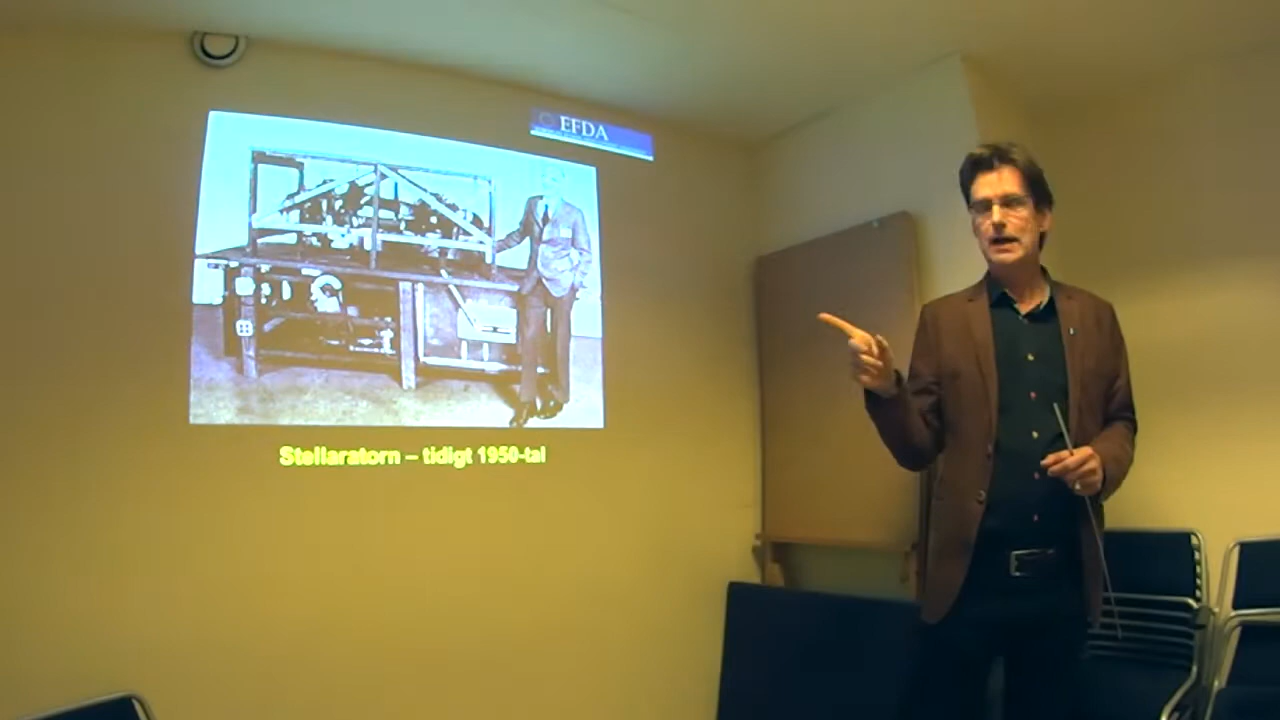 EFDA
Stellaratorn – tidigt 1950-tal